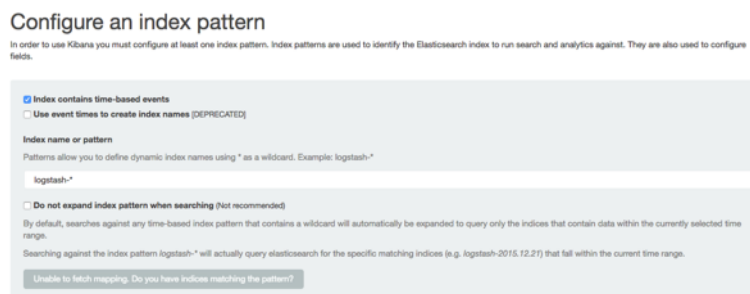 Configure an index pattern
In order to use Kibana you must configure at least one index pattern. Index patterns are used to identify the Elasticsearch index to run search and analytics against. They are also used to configure
fields.
Index contains time-based events
Use event times to create index names [DEPRECATED]
Index name or pattern
Patterns allow you to define dynamic index names using * as a wildcard. Example: logstash-*
logstash-*
Do not expand index pattern when searching (Not recommended)
By default, searches against any time-based index pattern that contains a wildcard will automatically be expanded to query only the indices that contain data within the currently selected time
range.
Searching against the index pattern logstash-* will actually query elasticsearch for the specific matching indices (e.g. logstash-2015.12.21) that fall within the current time range.
Unable to fetch mapping. Do you have indices matching the pattern?